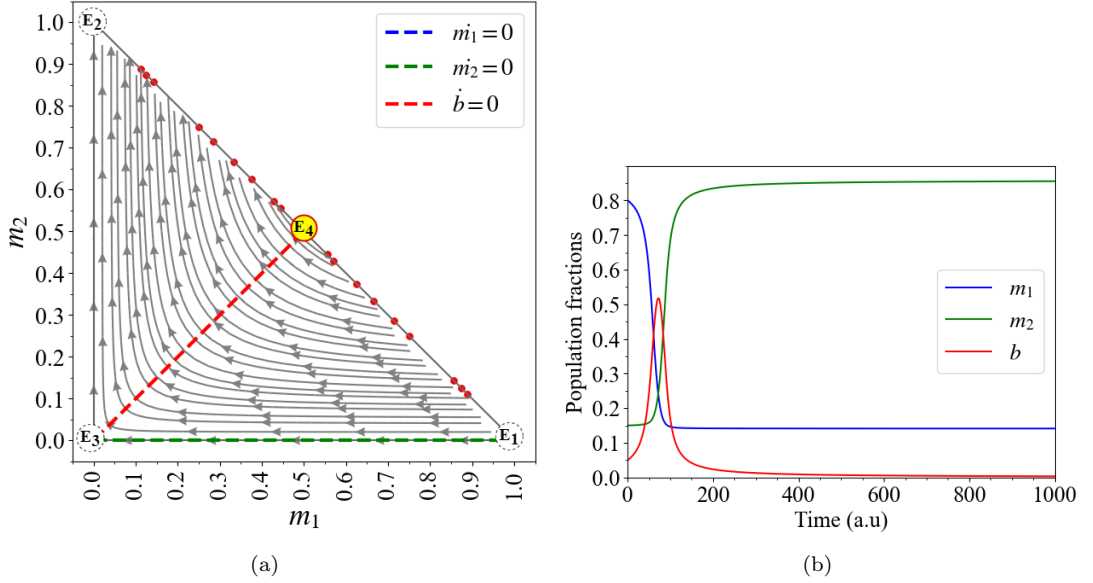 1.0
0.9
0.8
0.7
0.6
0.5
0.4
0.3
0.2
0.1
0.0
m₂
E₂
E₄
E₃
E₁
ṁ₁=0
ṁ₂=0
ḃ=0
0.0 0.1 0.2 0.3 0.4 0.5 0.6 0.7 0.8 0.9 1.0
m₁
(a)
0.8
0.7
0.6
0.5
0.4
0.3
0.2
0.1
0.0
Population fractions
m₁
m₂
b
0 200 400 600 800 1000
Time (a.u)
(b)